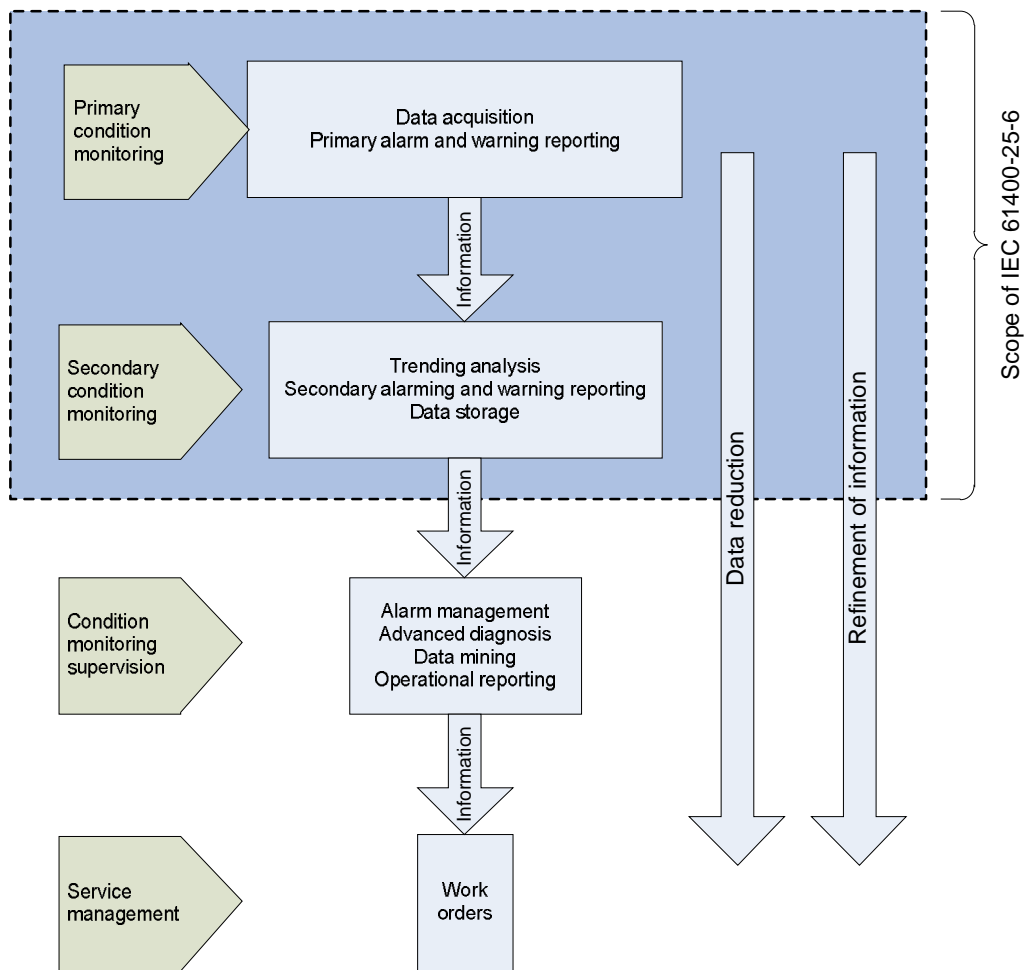 Primary
condition
monitoring
Data acquisition
Primary alarm and warning reporting
Information
Secondary
condition
monitoring
Trending analysis
Secondary alarming and warning reporting
Data storage
Information
Condition
monitoring
supervision
Alarm management
Advanced diagnosis
Data mining
Operational reporting
Information
Service
management
Work
orders
Data reduction
Refinement of information
Scope of IEC 61400-25-6